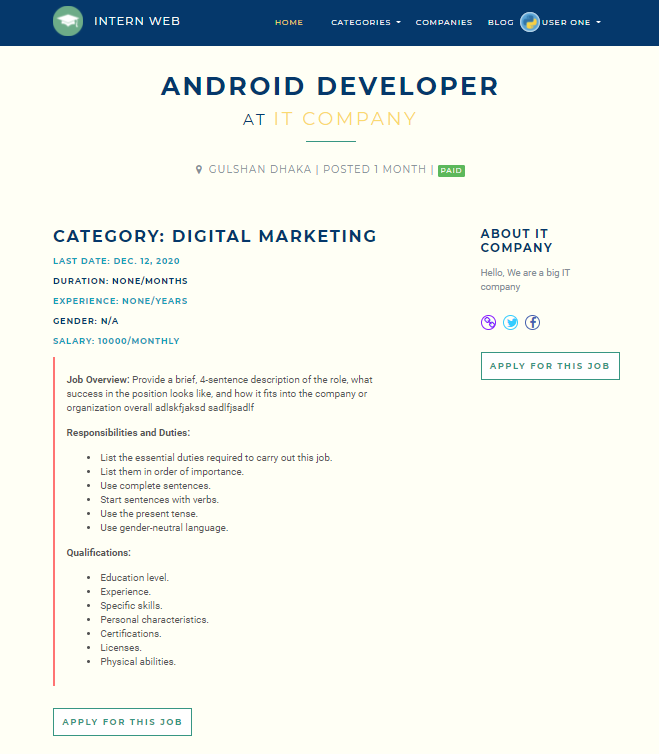 INTERN WEB
HOME
CATEGORIES
COMPANIES
BLOG
USER ONE
ANDROID DEVELOPER
AT IT COMPANY
GULSHAN DHAKA | POSTED 1 MONTH | PAID
CATEGORY: DIGITAL MARKETING
LAST DATE: DEC. 12, 2020
DURATION: NONE/MONTHS
EXPERIENCE: NONE/YEARS
GENDER: N/A
SALARY: 10000/MONTHLY
Job Overview: Provide a brief, 4-sentence description of the role, what
success in the position looks like, and how it fits into the company or
organization overall adlskfjaksd sadlfjsadlf
Responsibilities and Duties:
List the essential duties required to carry out this job.
List them in order of importance.
Use complete sentences.
Start sentences with verbs.
Use the present tense.
Use gender-neutral language.
Qualifications:
Education level.
Experience.
Specific skills.
Personal characteristics.
Certifications.
Licenses.
Physical abilities.
APPLY FOR THIS JOB
ABOUT IT
COMPANY
Hello, We are a big IT
company
APPLY FOR THIS JOB